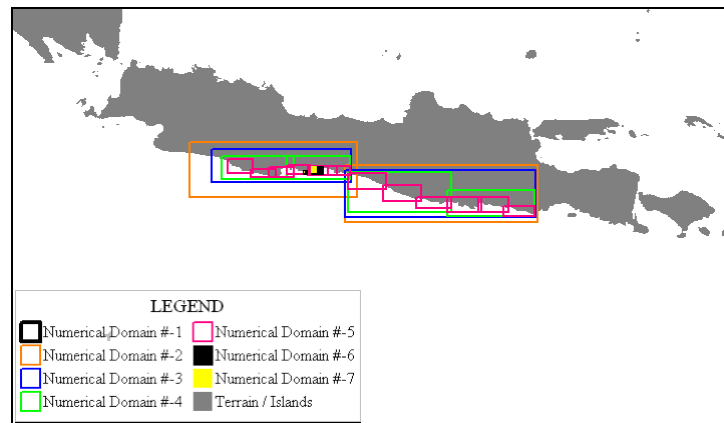 LEGEND
Numerical Domain #-1
Numerical Domain #-2
Numerical Domain #-3
Numerical Domain #-4
Numerical Domain #-5
Numerical Domain #-6
Numerical Domain #-7
Terrain / Islands